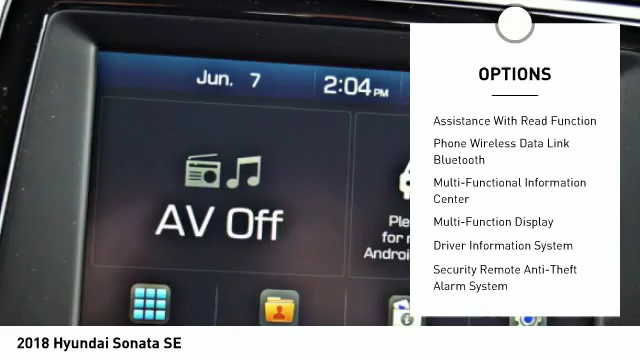 Jun. 7
2:04 PM
AV Off
Ple
for
Androi
OPTIONS
Assistance With Read Function
Phone Wireless Data Link
Bluetooth
Multi-Functional Information
Center
Multi-Function Display
Driver Information System
Security Remote Anti-Theft
Alarm System
2018 Hyundai Sonata SE